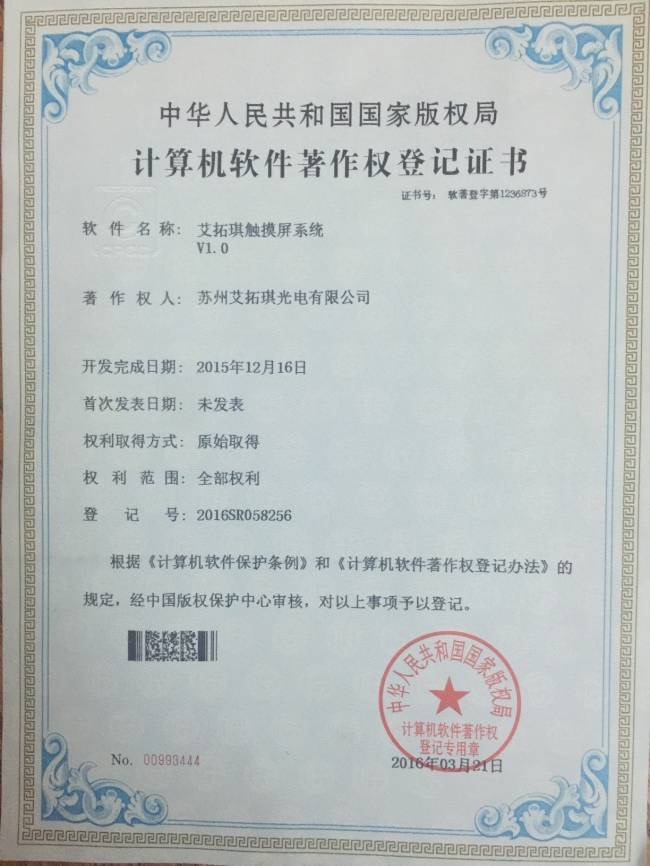 中华人民共和国国家版权局
计算机软件著作权登记证书
证书号: 软著登字第1236873号
软件名称: 艾拓琪触摸屏系统
V1.0
著作权人: 苏州艾拓琪光电有限公司
开发完成日期: 2015年12月16日
首次发表日期: 未发表
权利取得方式: 原始取得
权利范围: 全部权利
登记号: 2016SR058256
根据《计算机软件保护条例》和《计算机软件著作权登记办法》的
规定，经中国版权保护中心审核，对以上事项予以登记。
中华人民共和国国家版权局
计算机软件著作权
登记专用章
No. 00993444
2016年03月21日